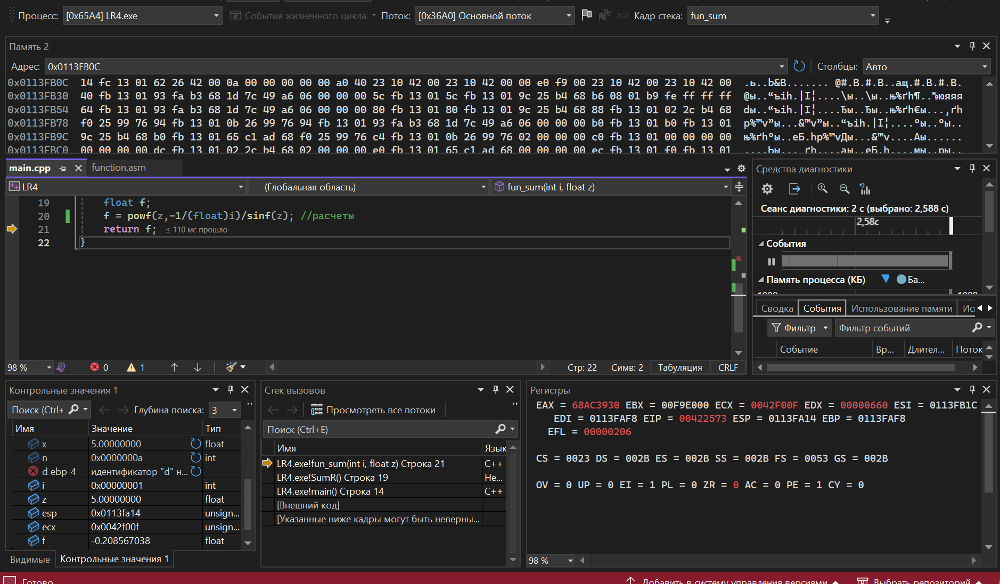 Процесс: [0x65A4] LR4.exe События жизненного цикла Поток: [0x36A0] Основной поток Кадр стека: fun_sum
Память 2
Адрес: 0x0113FB0C Столбцы: Авто
0x0113FB0C 14 fc 13 01 62 26 42 00 0a 00 00 00 00 00 a0 40 23 10 42 00 23 10 42 00 00 e0 f9 00 23 10 42 00 23 10 42 00 .ь..b&B....... @#.B.#.B..ащ.#.B.#.B.
0x0113FB30 40 fb 13 01 93 fa b3 68 1d 7c 49 a6 06 00 00 00 5c fb 13 01 5c fb 13 01 9c 25 b4 68 b6 08 01 b9 fe ff ff ff @ы..“ъіh.|I¦....\ы..\ы..њ%ґh¶..№юяяя
0x0113FB54 64 fb 13 01 93 fa b3 68 1d 7c 49 a6 06 00 00 00 80 fb 13 01 80 fb 13 01 9c 25 b4 68 88 fb 13 01 02 2c b4 68 dы..“ъіh.|I¦....Ђы..Ђы..њ%ґh€ы...,ґh
0x0113FB78 f0 25 99 76 94 fb 13 01 0b 26 99 76 94 fb 13 01 93 fa b3 68 1d 7c 49 a6 06 00 00 00 b0 fb 13 01 b0 fb 13 01 р%™v”ы...&™v”ы..“ъіh.|I¦....°ы..°ы..
0x0113FB9C 9c 25 b4 68 b0 fb 13 01 65 c1 ad 68 f0 25 99 76 c4 fb 13 01 0b 26 99 76 02 00 00 00 c0 fb 13 01 00 00 00 00 њ%ґh°ы..eБ.hр%™vДы...&™v....Аы......
0x0113FBC0 00 00 00 00 dc fb 13 01 02 2c b4 68 02 00 00 00 e0 fb 13 01 65 c1 ad 68 00 00 00 00 ec fb 13 01 f0 fb 13 01 ....Ьы...,ґh....аы..eБ.h....мы..ры..
main.cpp function.asm
LR4 (Глобальная область) fun_sum(int i, float z)
19 float f;
20 f = powf(z,-1/(float)i)/sinf(z); //расчеты
21 return f; ≤ 110 мс прошло
22 }
98 % 0 1 Стр: 22 Симв: 2 Табуляция CRLF
Средства диагностики
Сеанс диагностики: 2 с (выбрано: 2,588 с)
2,58с
События
Память процесса (КБ) Ба...
Сводка События Использование памяти Ис
Фильтр Фильтр событий
Событие Вр... Длител... Поток
Контрольные значения 1
Поиск (Ctrl+ Глубина поиска: 3
Имя Значение Тип
x 5.00000000 float
n 0x0000000a int
d ebp-4 идентификатор "d" н...
i 0x00000001 int
z 5.00000000 float
esp 0x0113fa14 unsign...
ecx 0x0042f00f unsign...
f -0.208567038 float
Видимые Контрольные значения 1
Стек вызовов
Просмотреть все потоки
Поиск (Ctrl+E)
Имя Язык
LR4.exe!fun_sum(int i, float z) Строка 21 C++
LR4.exe!SumR() Строка 19 Не...
LR4.exe!main() Строка 14 C++
[Внешний код]
[Указанные ниже кадры могут быть неверны...
Регистры
EAX = 68AC3930 EBX = 00F9E000 ECX = 0042F00F EDX = 00000660 ESI = 0113FB1C
EDI = 0113FAF8 EIP = 00422573 ESP = 0113FA14 EBP = 0113FAF8
EFL = 00000206
CS = 0023 DS = 002B ES = 002B SS = 002B FS = 0053 GS = 002B
OV = 0 UP = 0 EI = 1 PL = 0 ZR = 0 AC = 0 PE = 1 CY = 0
98 %
Готово Добавить в систему управления версиями Выбрать репозиторий